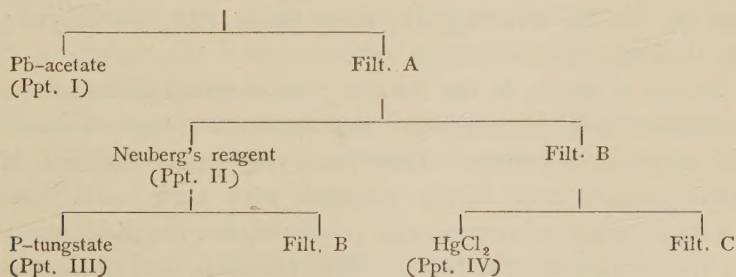 Pb-acetate Filt. A
(Ppt. I)
Neuberg's reagent Filt. B
(Ppt. II)
P-tungstate Filt. B HgCl₂ Filt. C
(Ppt. III) (Ppt. IV)